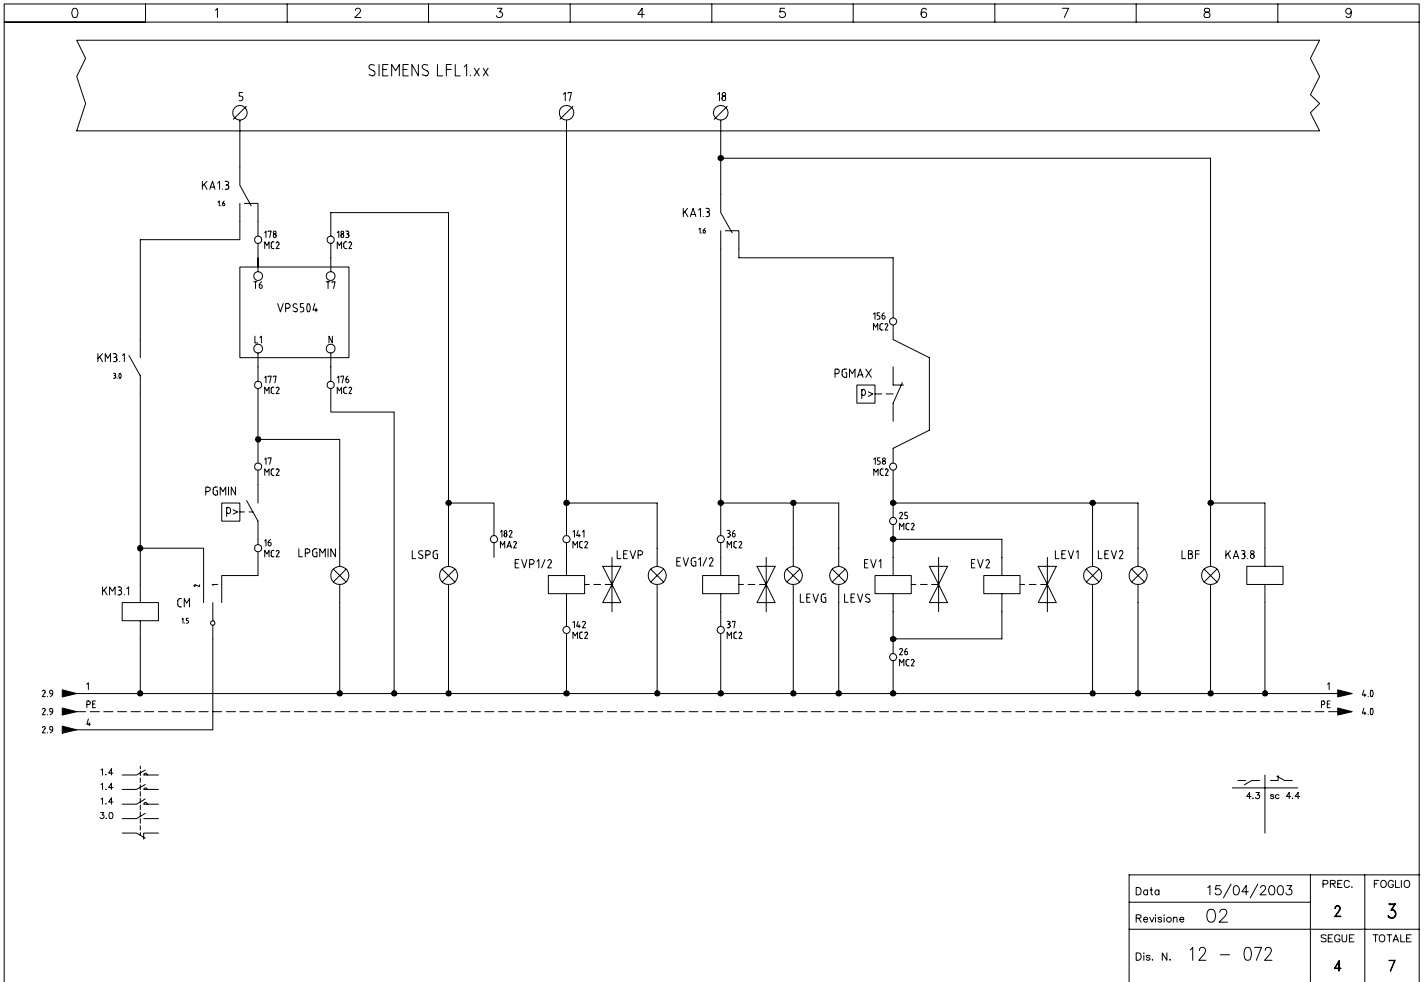 0 1 2 3 4 5 6 7 8 9
SIEMENS LFL1.xx
5 17 18
KA1.3
1.6
KA1.3
1.6
178
MC2
183
MC2
T6 T7
VPS504
L1 N
156
MC2
KM3.1
3.0
177
MC2
176
MC2
PGMAX
P>
17
MC2
158
MC2
PGMIN
P>
16
MC2
182
MA2
141
MC2
36
MC2
25
MC2
LPGMIN LSPG EVP1/2 LEVP EVG1/2 EV1 EV2 LEV1 LEV2 LBF KA3.8
2 1
KM3.1
CM
1.5
LEVG LEVS
142
MC2
37
MC2
26
MC2
2.9 1 1 4.0
2.9 PE PE 4.0
2.9 4
1.4
1.4
1.4
3.0
4.3 sc 4.4
Data 15/04/2003
PREC. FOGLIO
2 3
Revisione 02
SEGUE TOTALE
Dis. N. 12 - 072
4 7